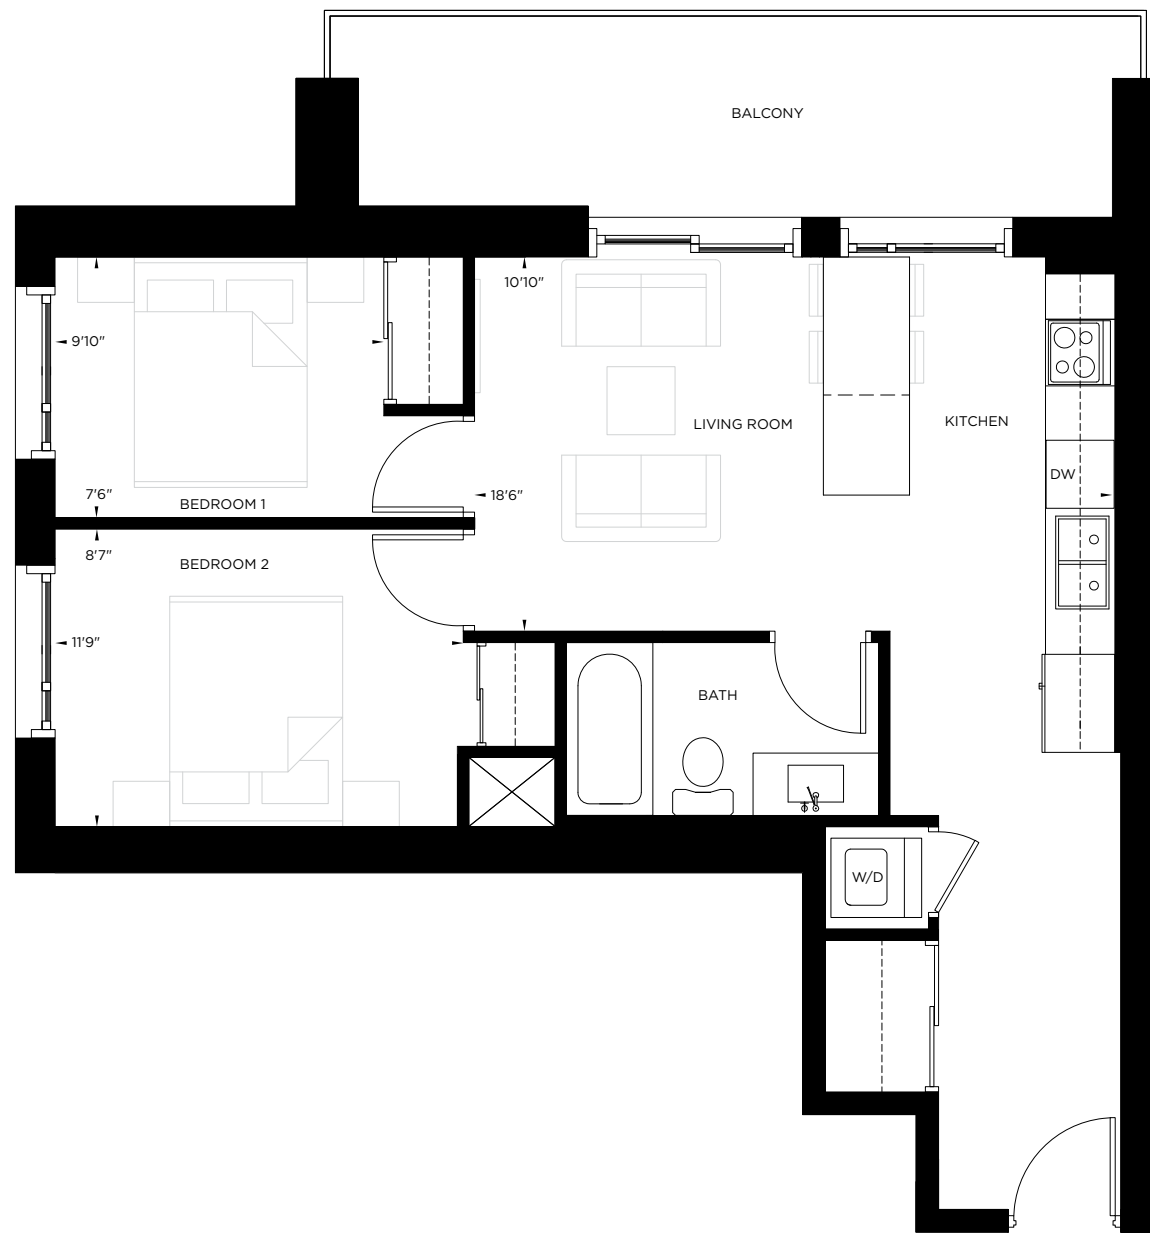 BALCONY
10'10"
9'10"
LIVING ROOM
KITCHEN
DW
7'6"
18'6"
BEDROOM 1
8'7"
BEDROOM 2
11'9"
BATH
W/D